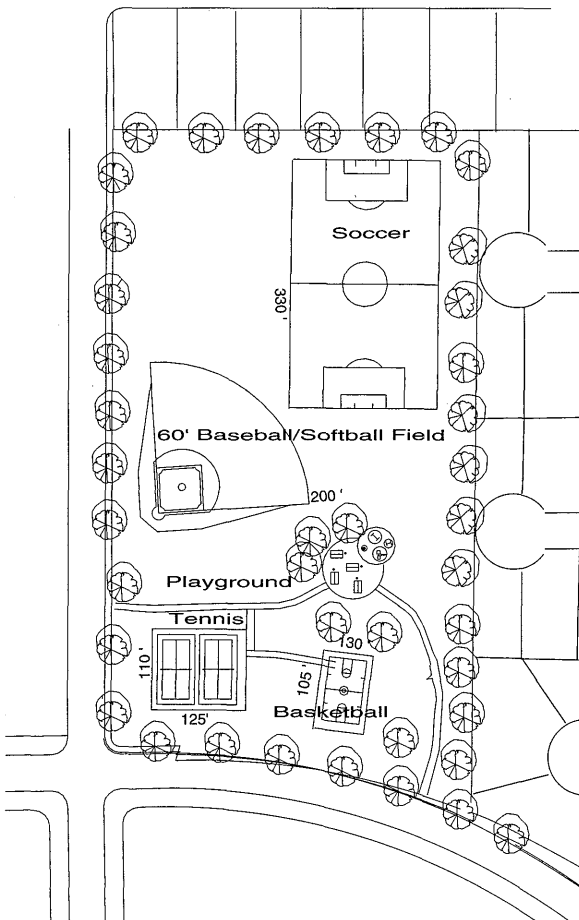 Soccer
330'
60' Baseball/Softball Field
200'
Playground
Tennis
130
110'
105'
125'
Basketball